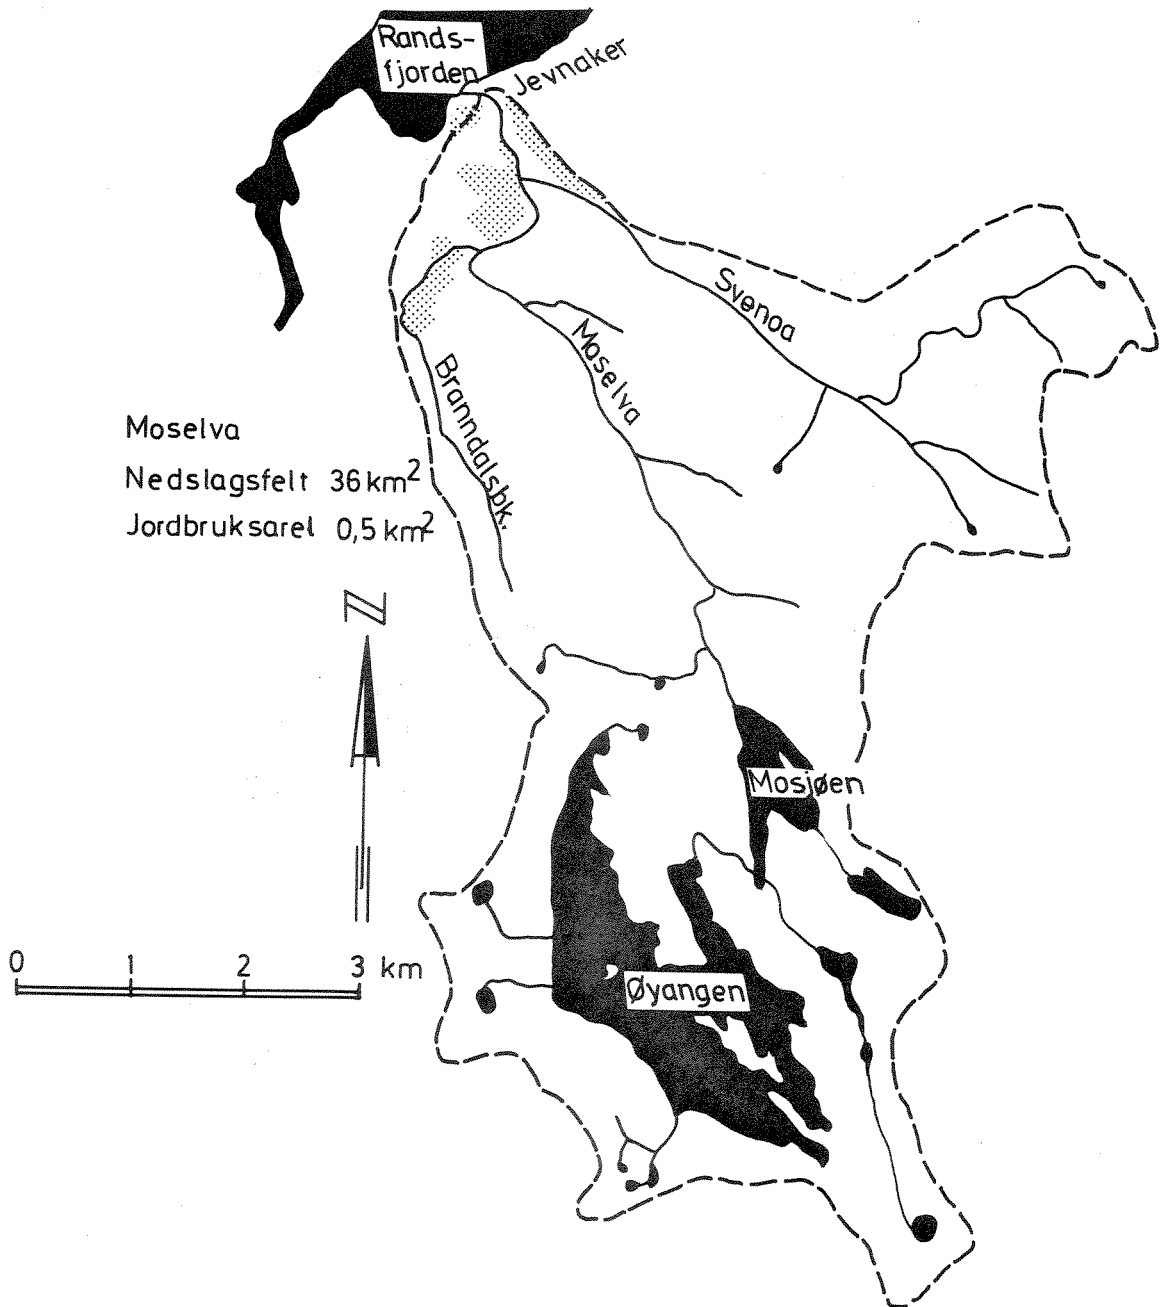 Rands-
fjorden
Jevnaker
Svenoa
Moselva
Branndalsbk.
Moselva
Nedslagsfelt 36 km²
Jordbruksarel 0,5 km²
N
Mosjøen
0 1 2 3 km
Øyangen